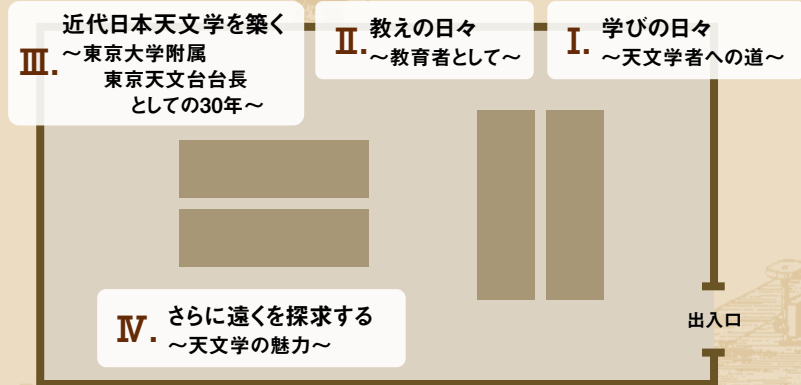 Ⅲ. 近代日本天文学を築く
～東京大学附属
東京天文台台長
としての30年～
Ⅱ. 教えの日々
～教育者として～
Ⅰ. 学びの日々
～天文学者への道～
Ⅳ. さらに遠くを探求する
～天文学の魅力～
出入口